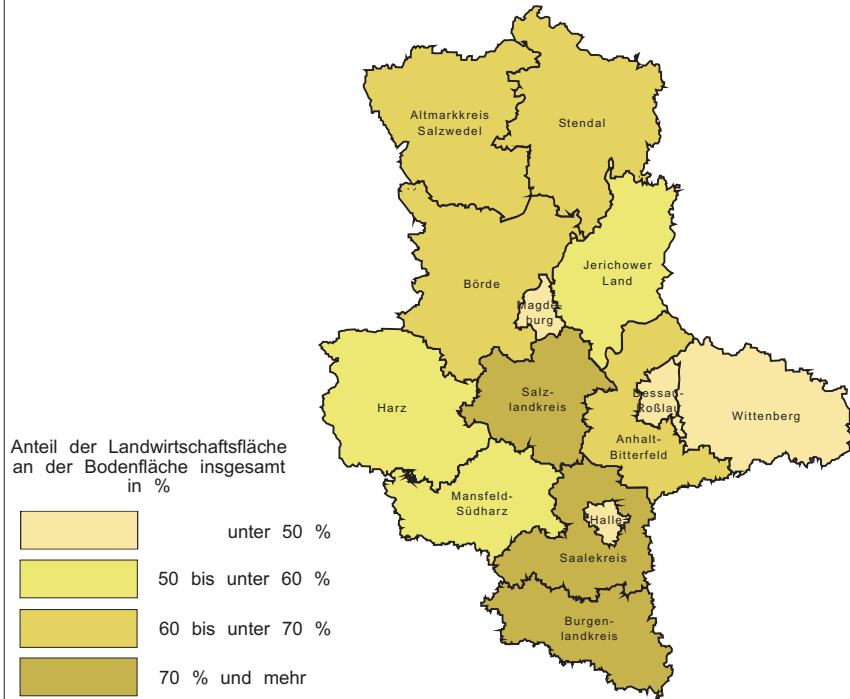 Altmarkkreis
Salzwedel
Stendal
Jerichower
Land
Börde
Magde-
burg
Harz
Salz-
landkreis
Dessau-
Roßlau
Wittenberg
Anhalt-
Bitterfeld
Mansfeld-
Südharz
Halle
Saalekreis
Burgen-
landkreis
Anteil der Landwirtschaftsfläche
an der Bodenfläche insgesamt
in %
unter 50 %
50 bis unter 60 %
60 bis unter 70 %
70 % und mehr